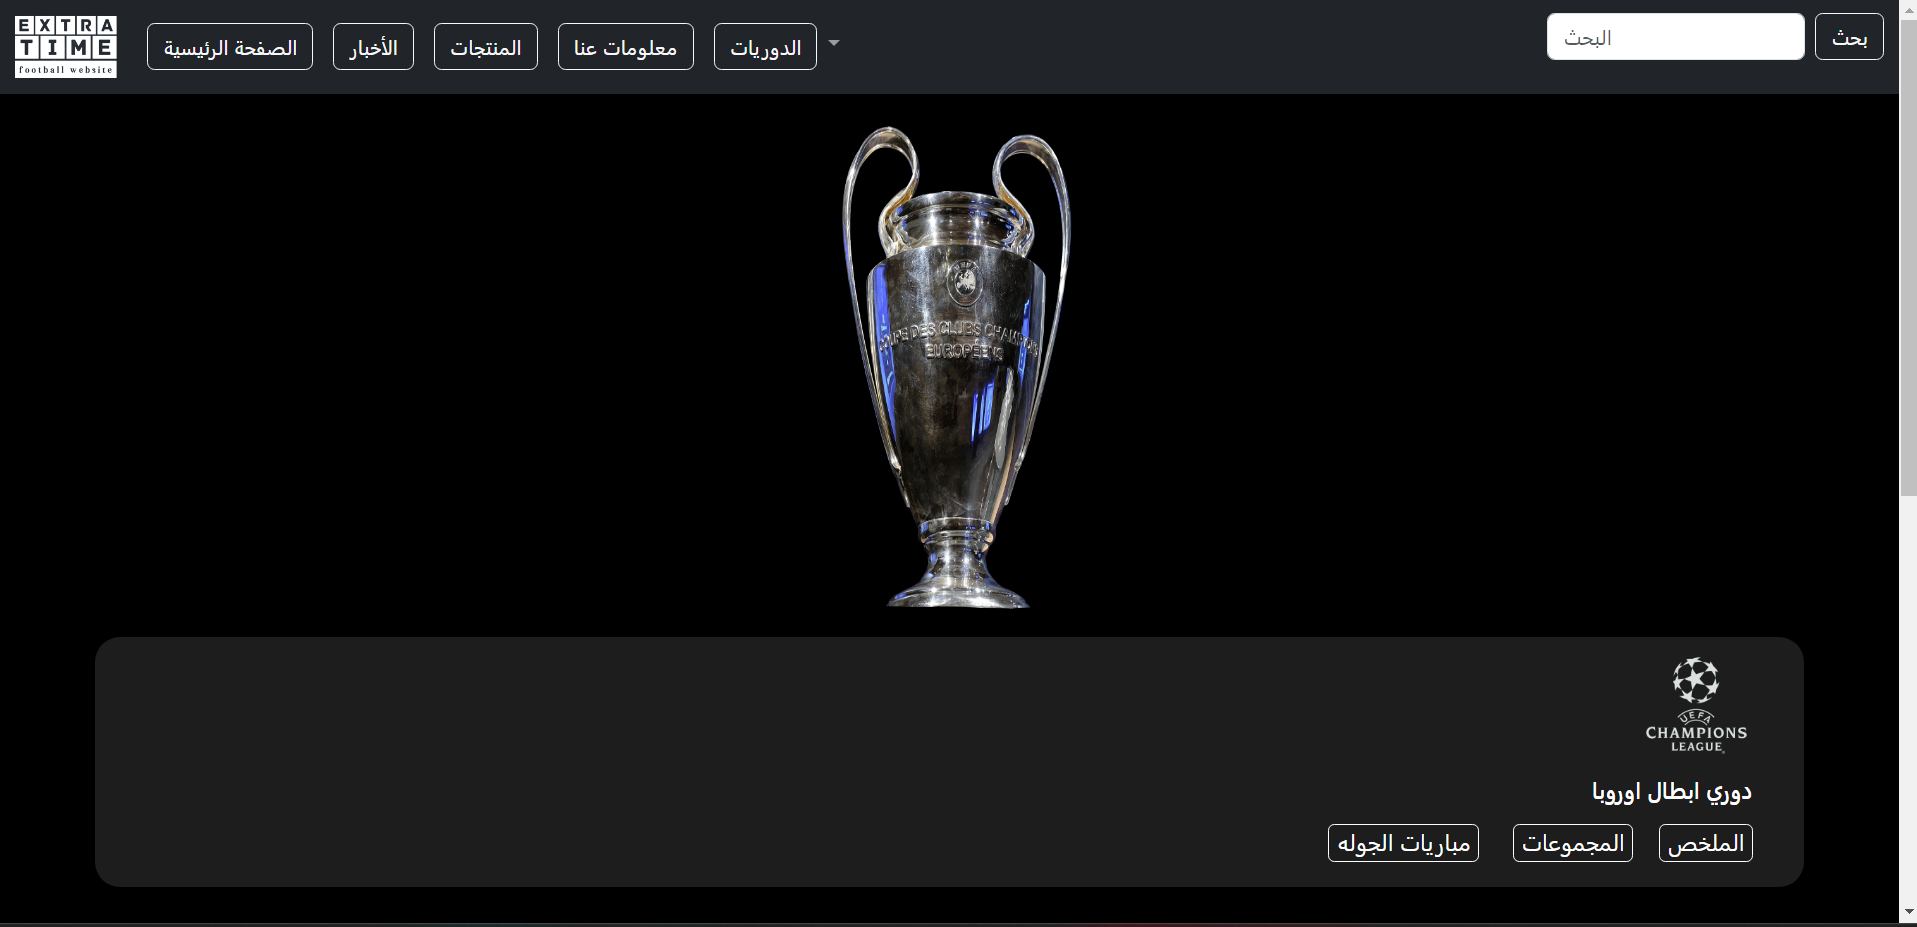 EXTRA
TIME
football website
الصفحة الرئيسية
الأخبار
المنتجات
معلومات عنا
الدوريات
البحث
بحث
UEFA
COUPE DES CLUBS CHAMPIONS
EUROPÉENS
UEFA
CHAMPIONS
LEAGUE
دوري ابطال اوروبا
الملخص
المجموعات
مباريات الجوله